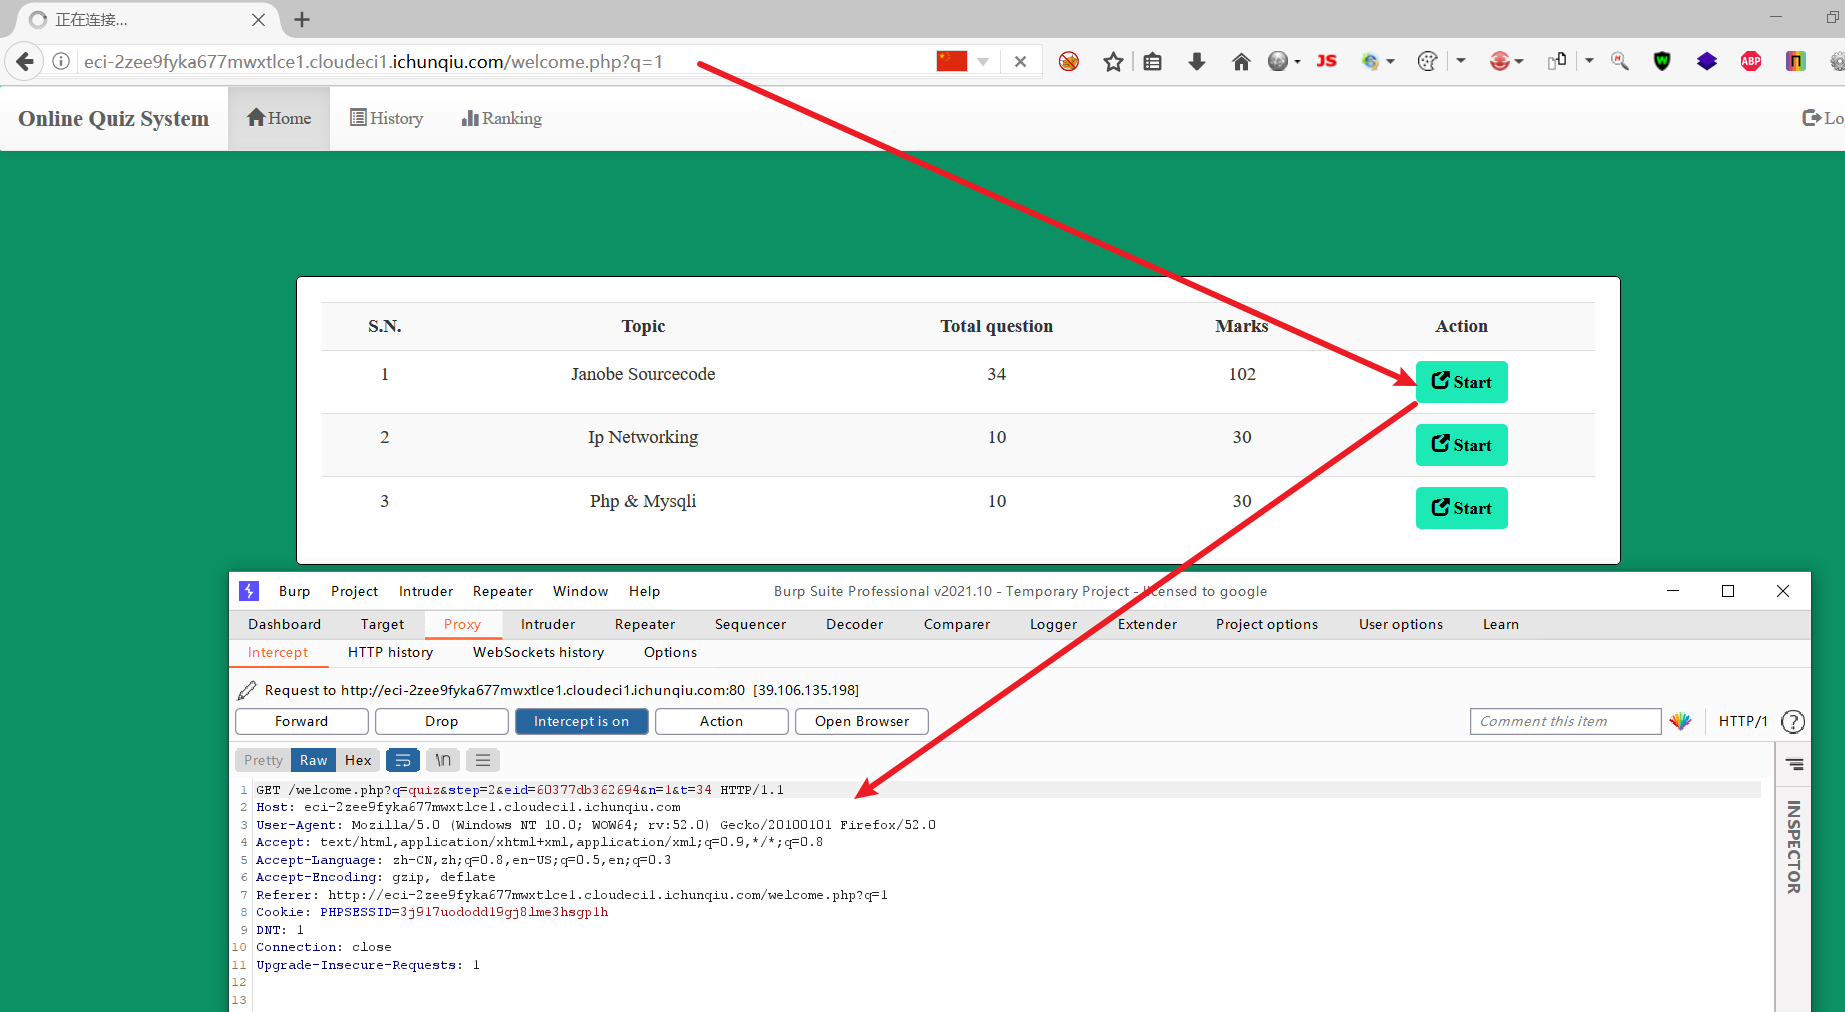 正在连接...
eci-2zee9fyka677mwxtlce1.cloudeci1.ichunqiu.com/welcome.php?q=1
JS
ABP
Online Quiz System Home History Ranking Lo
S.N. Topic Total question Marks Action
1 Janobe Sourcecode 34 102 Start
2 Ip Networking 10 30 Start
3 Php & Mysqli 10 30 Start
Burp Project Intruder Repeater Window Help Burp Suite Professional v2021.10 - Temporary Project - licensed to google
Dashboard Target Proxy Intruder Repeater Sequencer Decoder Comparer Logger Extender Project options User options Learn
Intercept HTTP history WebSockets history Options
Request to http://eci-2zee9fyka677mwxtlce1.cloudeci1.ichunqiu.com:80 [39.106.135.198]
Forward Drop Intercept is on Action Open Browser Comment this item HTTP/1 ?
Pretty Raw Hex \n
1 GET /welcome.php?q=quiz&step=2&eid=60377db362694&n=1&t=34 HTTP/1.1
2 Host: eci-2zee9fyka677mwxtlce1.cloudeci1.ichunqiu.com
3 User-Agent: Mozilla/5.0 (Windows NT 10.0; WOW64; rv:52.0) Gecko/20100101 Firefox/52.0
4 Accept: text/html,application/xhtml+xml,application/xml;q=0.9,*/*;q=0.8
5 Accept-Language: zh-CN,zh;q=0.8,en-US;q=0.5,en;q=0.3
6 Accept-Encoding: gzip, deflate
7 Referer: http://eci-2zee9fyka677mwxtlce1.cloudeci1.ichunqiu.com/welcome.php?q=1
8 Cookie: PHPSESSID=3j917uododd19gj8lme3hsgp1h
9 DNT: 1
10 Connection: close
11 Upgrade-Insecure-Requests: 1
12
13
INSPECTOR